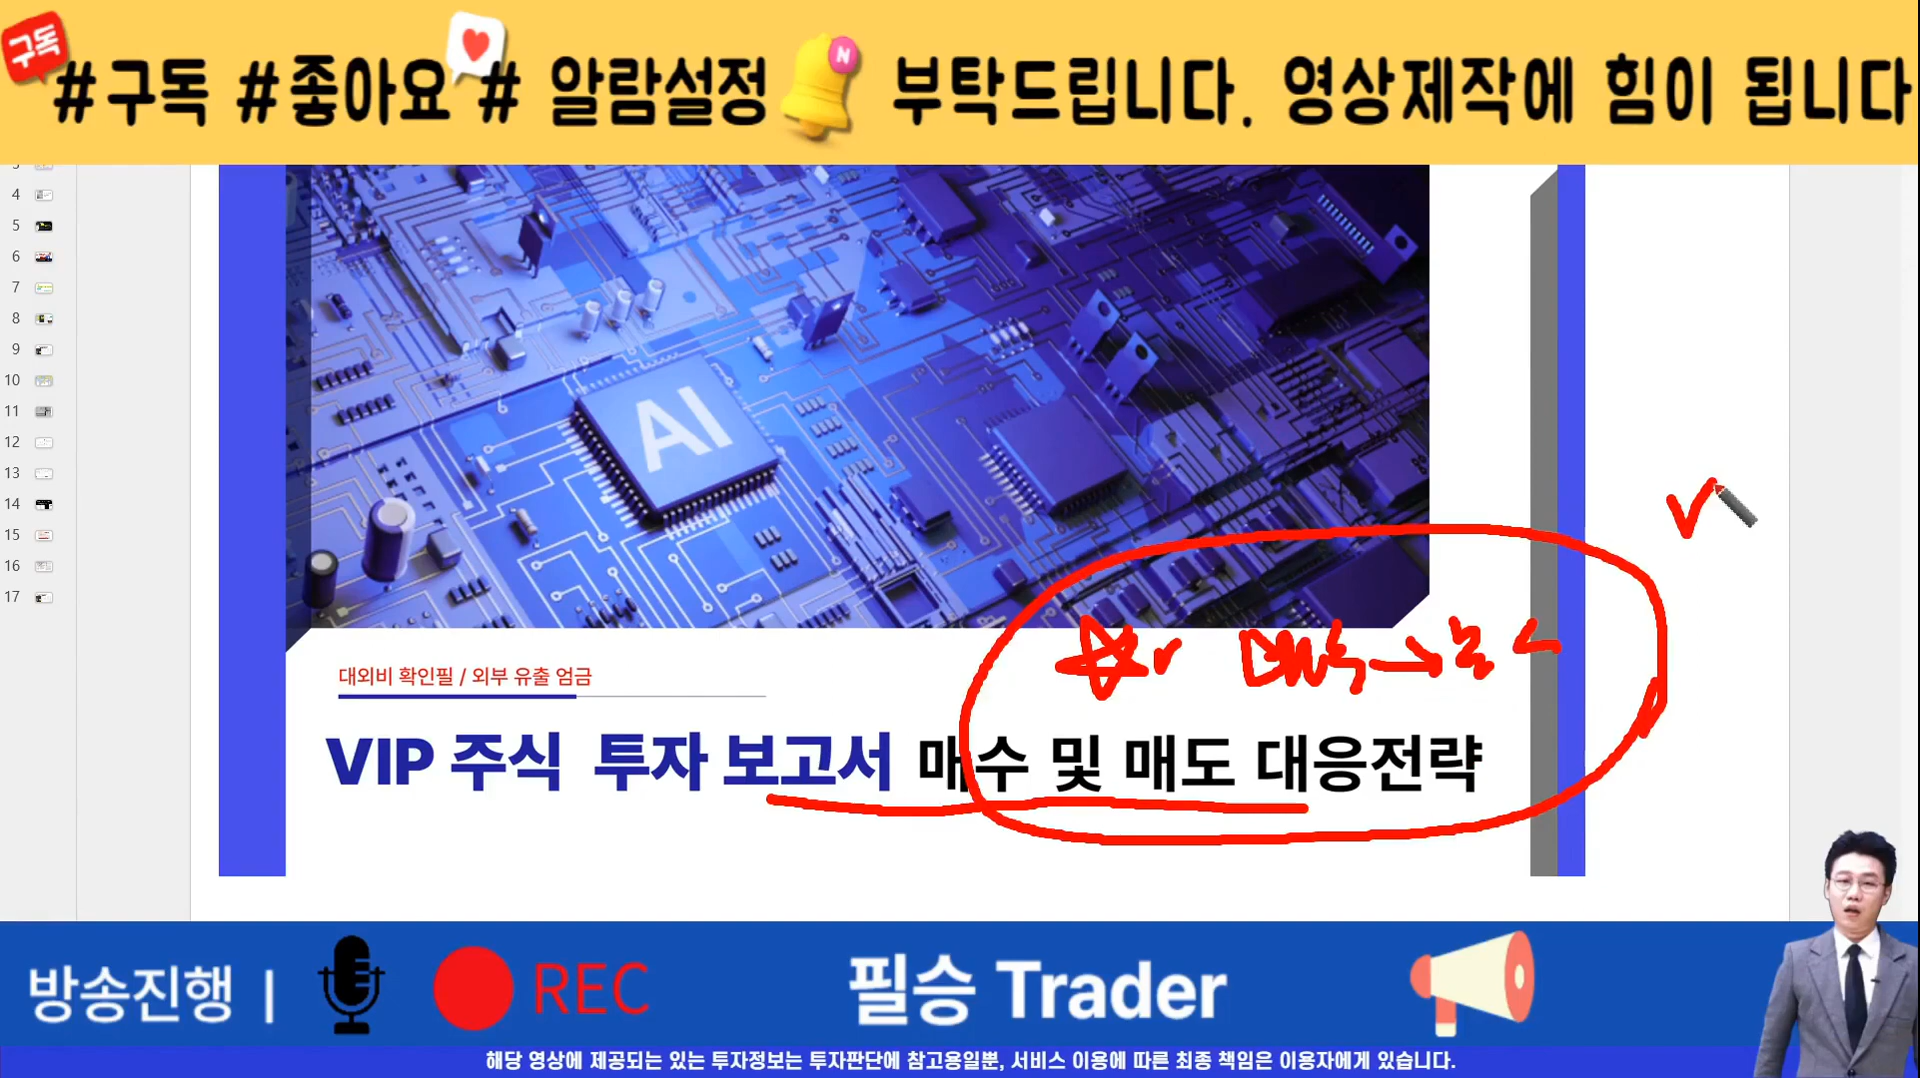 구독
#구독 #좋아요 # 알람설정 N 부탁드립니다. 영상제작에 힘이 됩니다
4
5
6
7
8
9
10
11
12
13
14
15
16
17
AI
대외비 확인필 / 외부 유출 엄금
VIP 주식 투자 보고서 매수 및 매도 대응전략
방송진행 | REC 필승 Trader
해당 영상에 제공되는 있는 투자정보는 투자판단에 참고용일뿐, 서비스 이용에 따른 최종 책임은 이용자에게 있습니다.